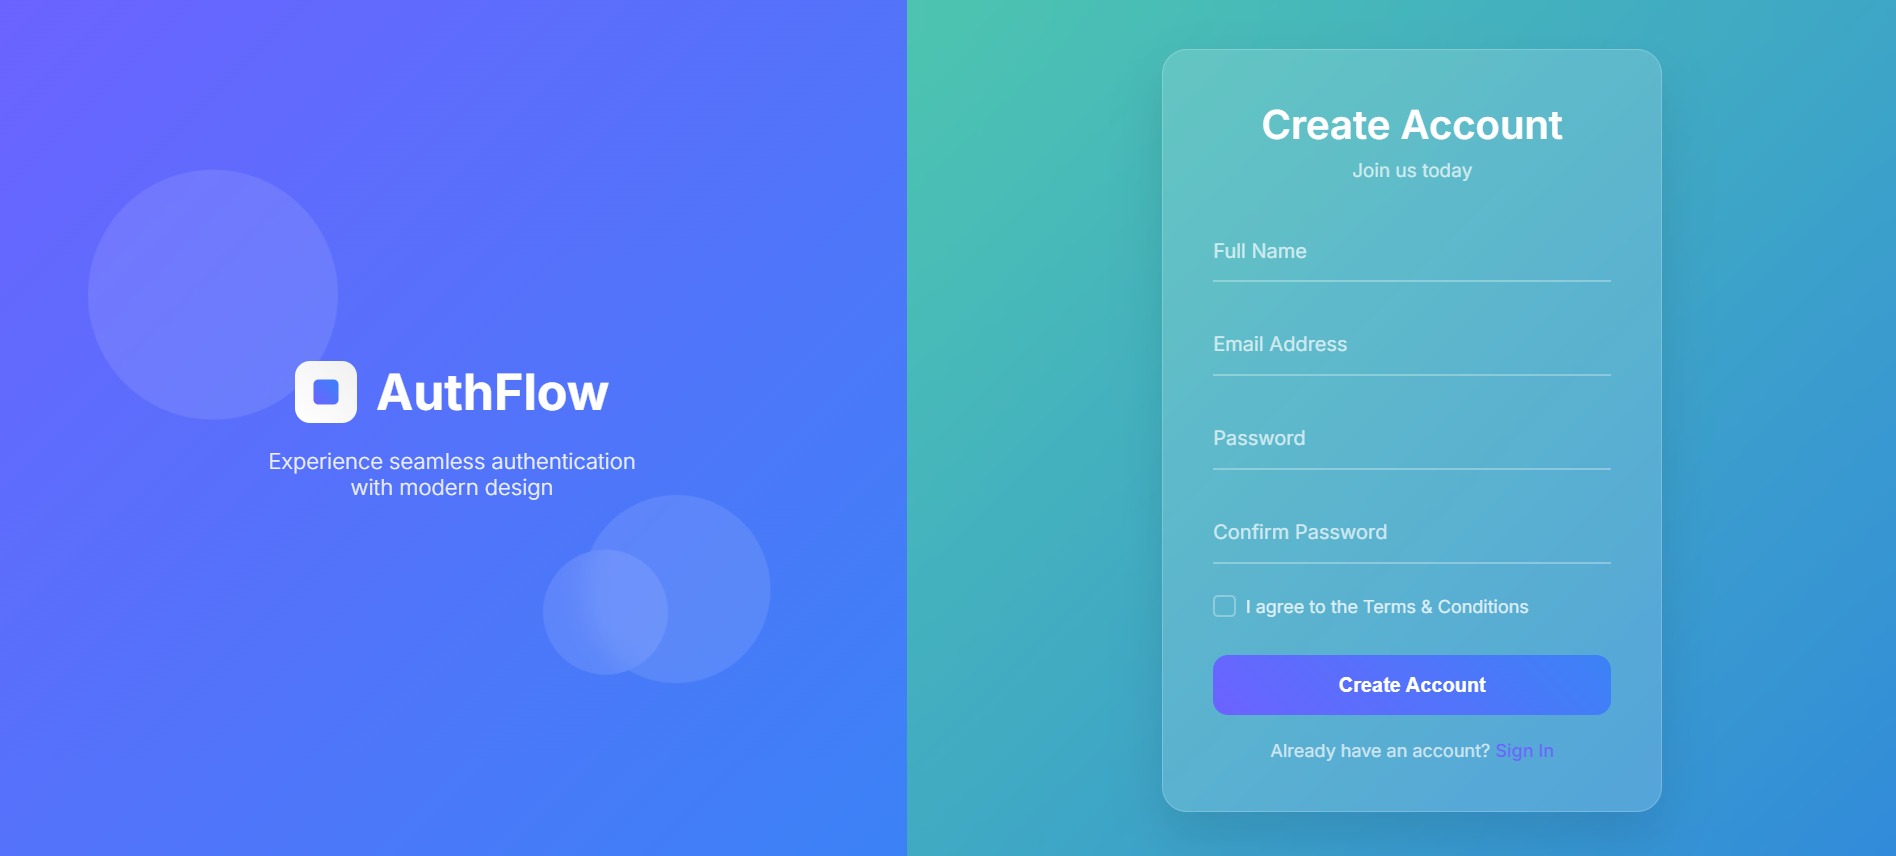 AuthFlow
Experience seamless authentication
with modern design
Create Account
Join us today
Full Name
Email Address
Password
Confirm Password
I agree to the Terms & Conditions
Create Account
Already have an account? Sign In